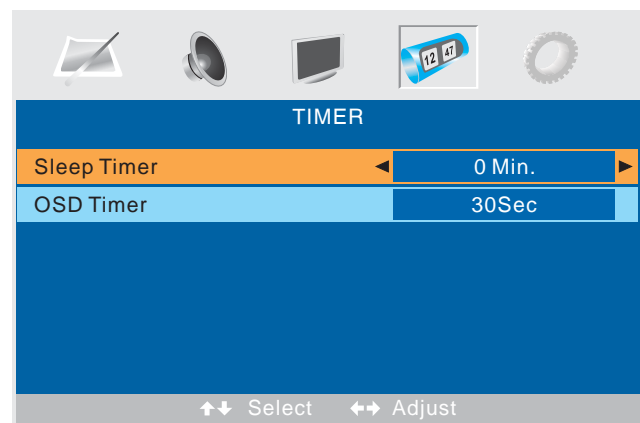 12 47
TIMER
Sleep Timer 0 Min.
OSD Timer 30Sec
Select Adjust